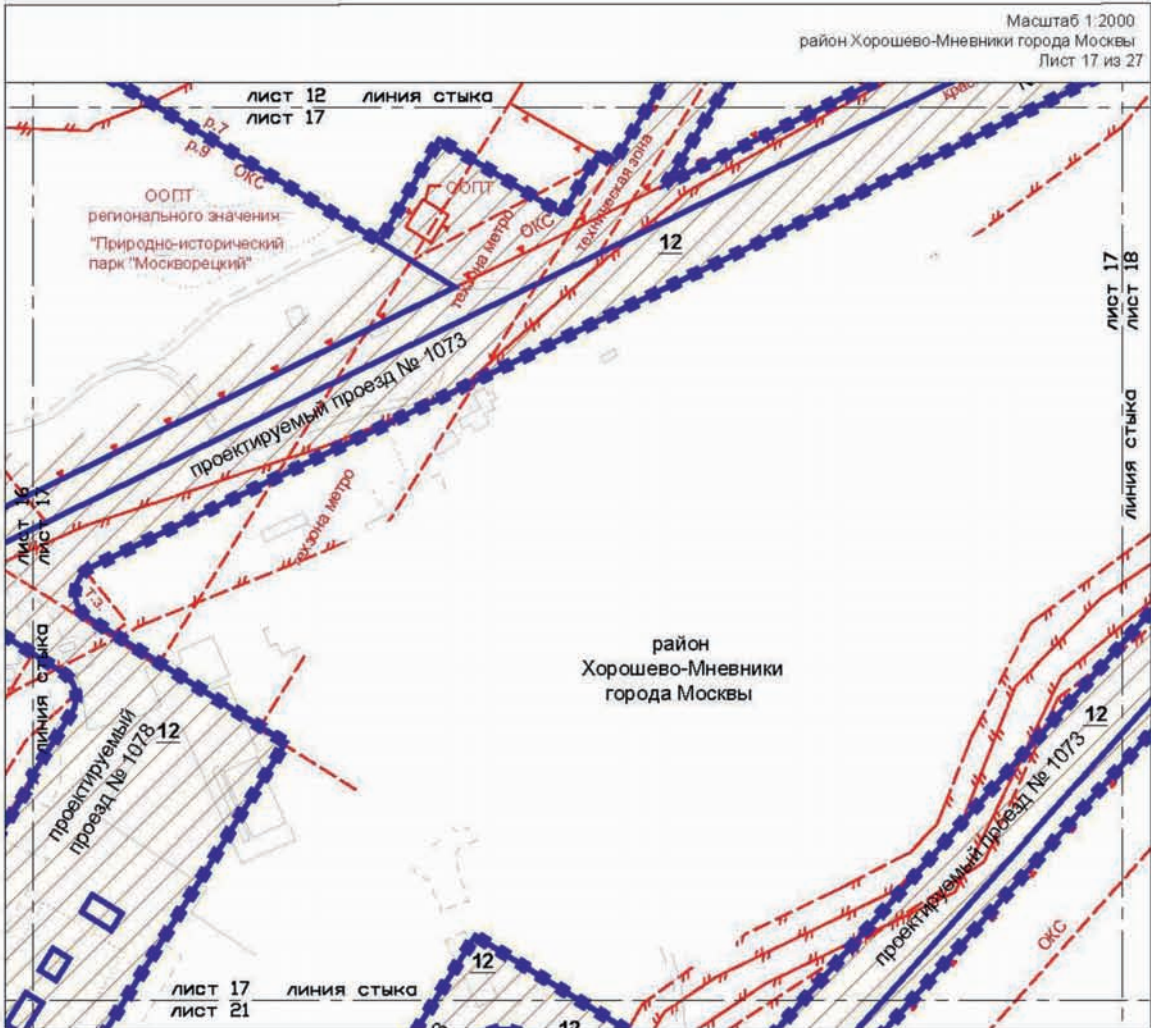 Масштаб 1:2000
район Хорошево-Мневники города Москвы
Лист 17 из 27
лист 12 линия стыка
лист 17
р.7
р.9
ОКС
ООПТ
регионального значения
"Природно-исторический
парк "Москворецкий"
ООПТ
техзона метро
ОКС
техническая зона
12
проектируемый проезд № 1073
лист 17
лист 18
линия стыка
лист 16
лист 17
линия стыка
техзона метро
т.з.
район
Хорошево-Мневники
города Москвы
проектируемый
проезд № 1078
12
12
проектируемый проезд № 1073
ОКС
12
12
лист 17 линия стыка
лист 21